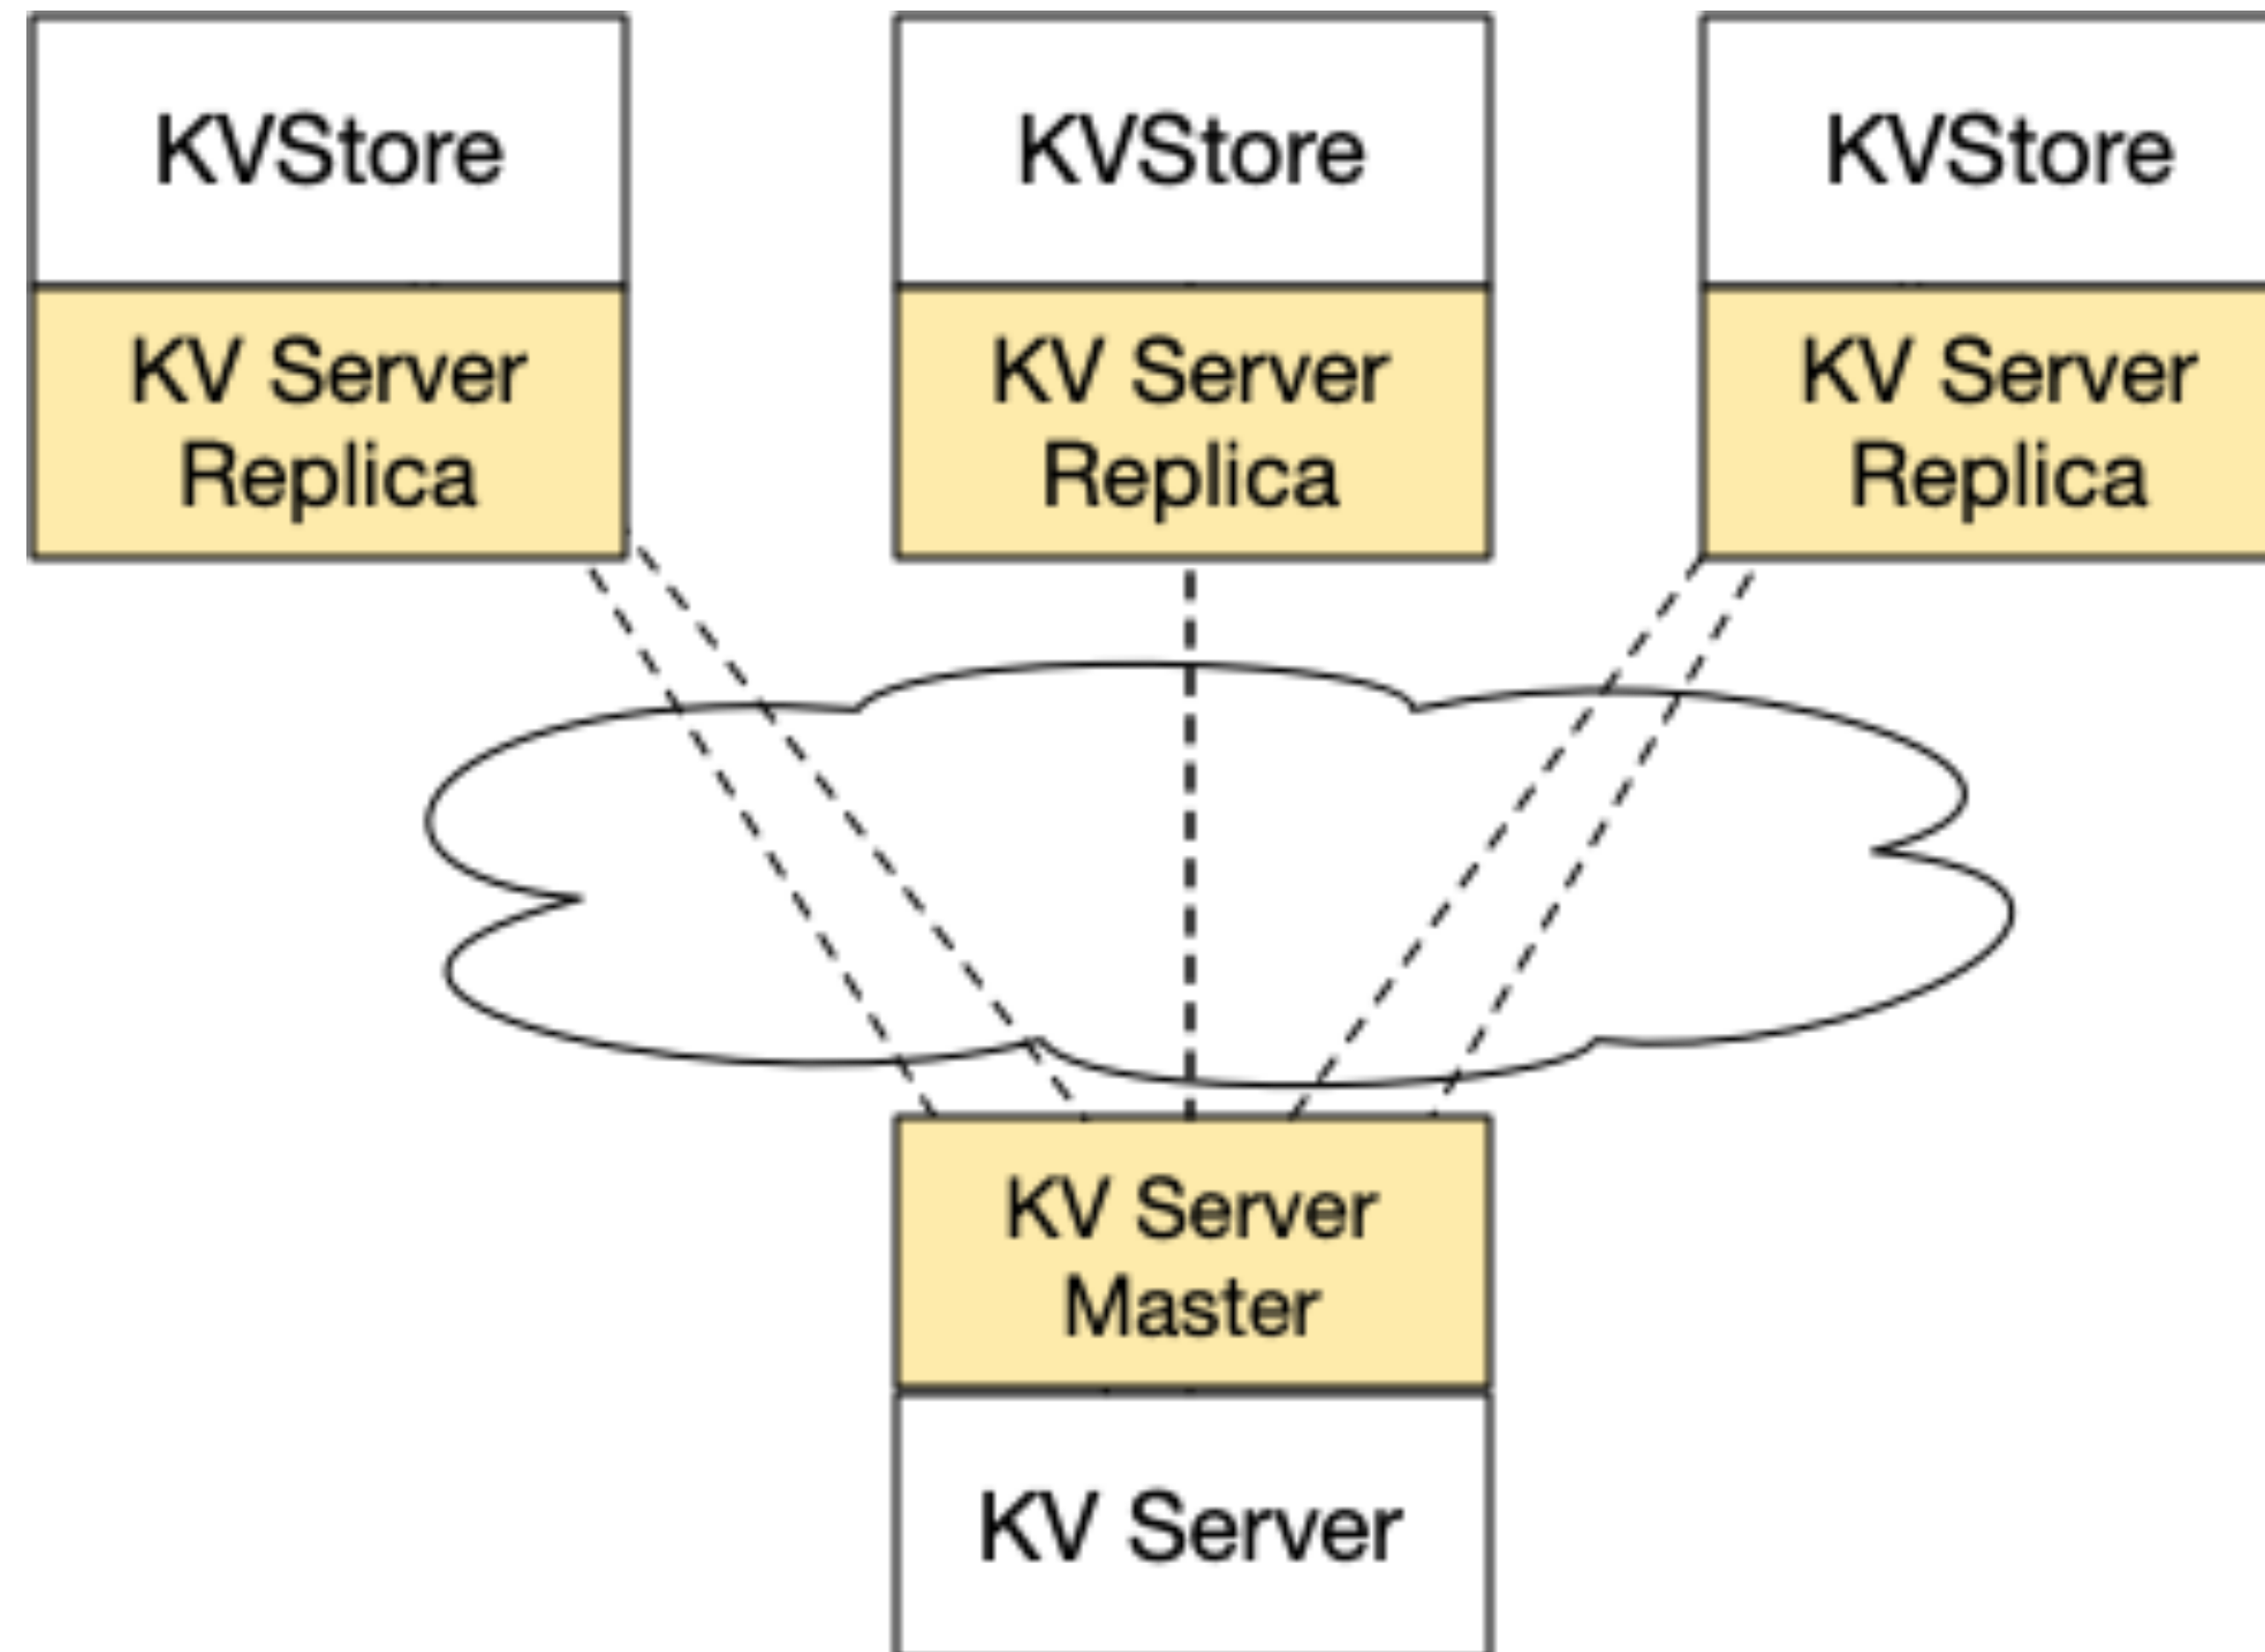 KVStore
KVStore
KVStore
KV Server
Replica
KV Server
Replica
KV Server
Replica
KV Server
Master
KV Server